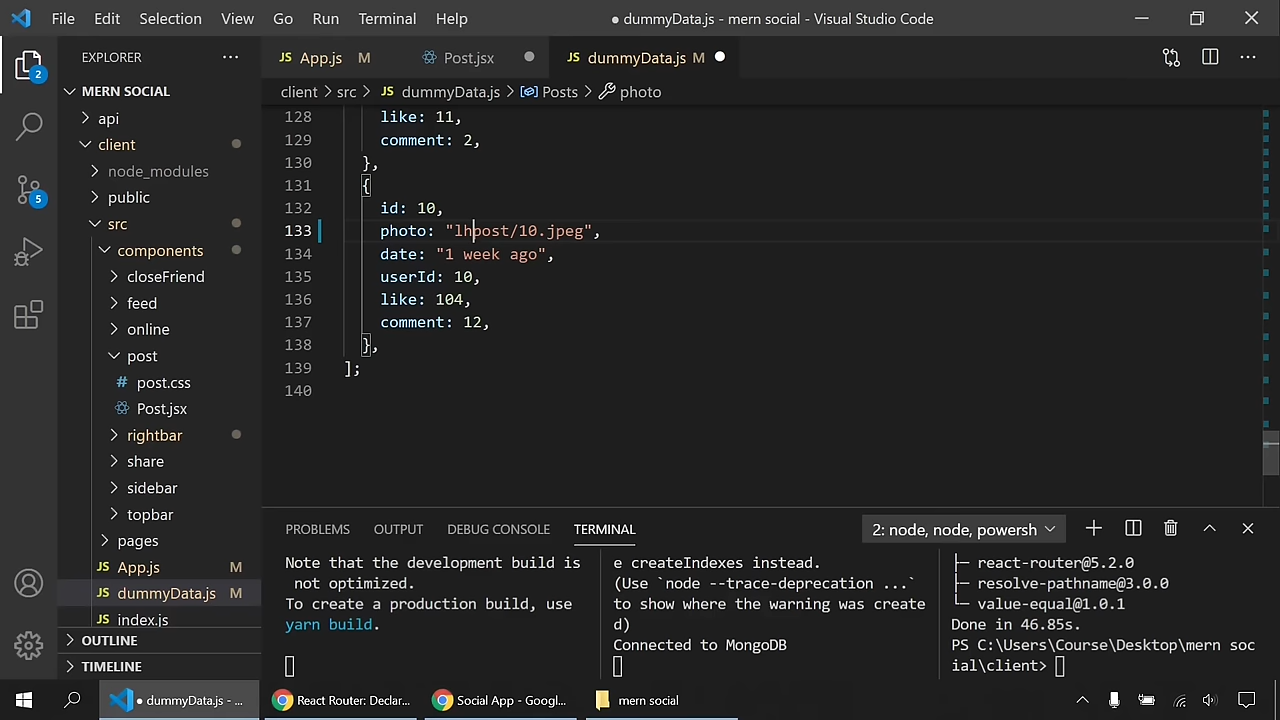 File Edit Selection View Go Run Terminal Help
● dummyData.js - mern social - Visual Studio Code
EXPLORER
MERN SOCIAL
api
client
node_modules
public
src
components
closeFriend
feed
online
post
# post.css
Post.jsx
rightbar
share
sidebar
topbar
pages
JS App.js M
JS dummyData.js M
index.js
OUTLINE
TIMELINE
2
5
JS App.js M
Post.jsx
JS dummyData.js M
client > src > JS dummyData.js > Posts > photo
128 like: 11,
129 comment: 2,
130 },
131 {
132 id: 10,
133 photo: "lhpost/10.jpeg",
134 date: "1 week ago",
135 userId: 10,
136 like: 104,
137 comment: 12,
138 },
139 ];
140
PROBLEMS OUTPUT DEBUG CONSOLE TERMINAL
2: node, node, powersh
Note that the development build is
not optimized.
To create a production build, use
yarn build.
e createIndexes instead.
(Use `node --trace-deprecation ...`
to show where the warning was create
d)
Connected to MongoDB
├─ react-router@5.2.0
├─ resolve-pathname@3.0.0
└─ value-equal@1.0.1
Done in 46.85s.
PS C:\Users\Course\Desktop\mern soc
ial\client>
● dummyData.js - ...
React Router: Declar...
Social App - Googl...
mern social